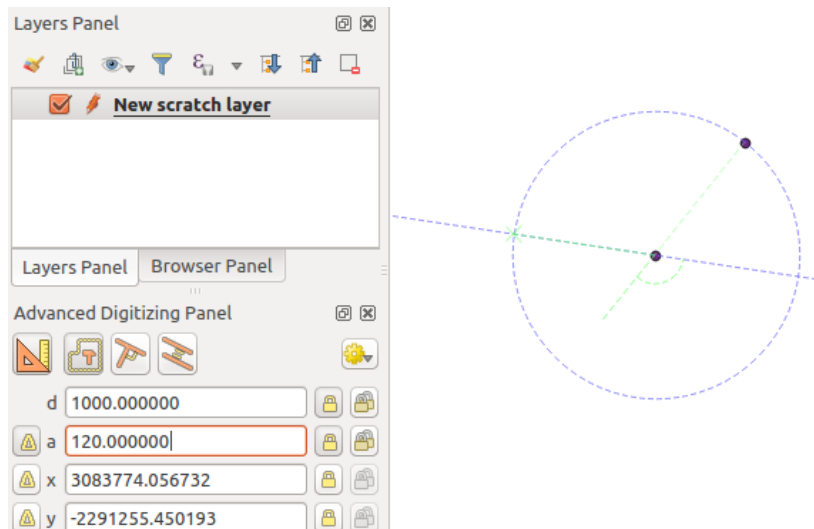 Layers Panel
New scratch layer
Layers Panel
Browser Panel
Advanced Digitizing Panel
d 1000.000000
a 120.000000
x 3083774.056732
y -2291255.450193